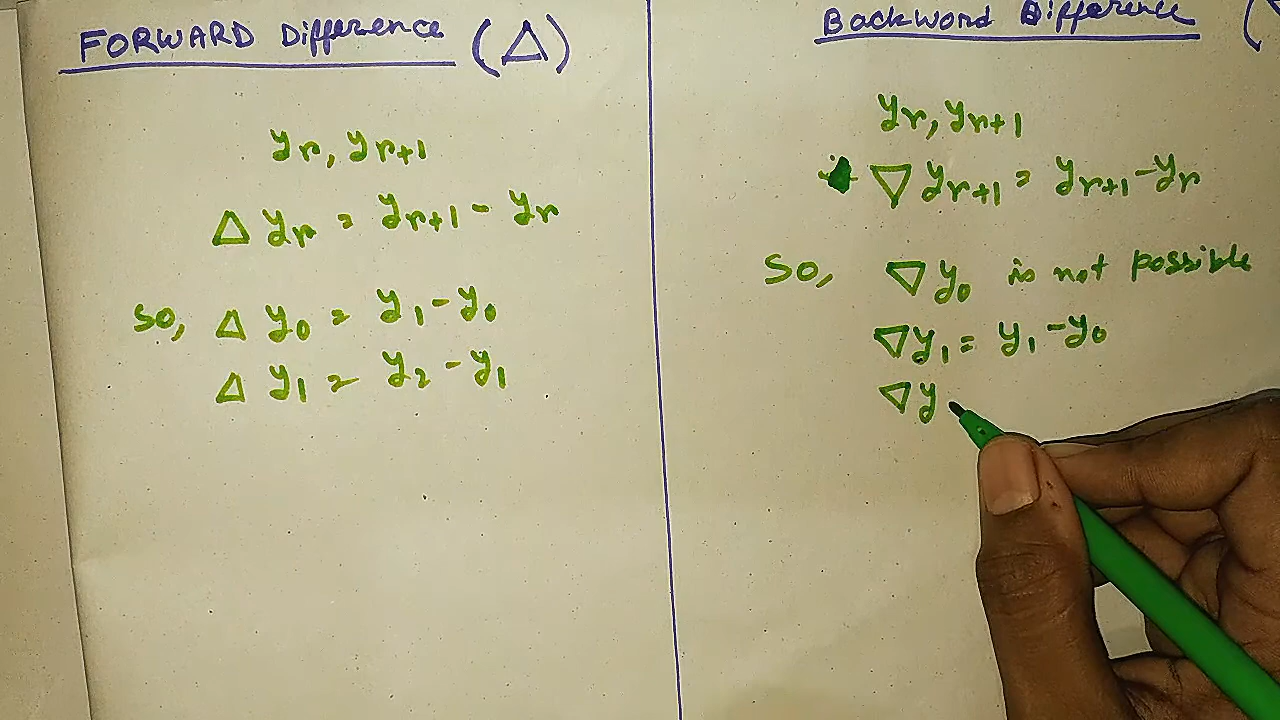 FORWARD Difference (Δ)
yr, yr+1
Δ yr = yr+1 - yr
So, Δ y0 = y1 - y0
Δ y1 = y2 - y1
Backword Difference (
yr, yr+1
∇ yr+1 = yr+1 - yr
So, ∇ y0 is not possible
∇ y1 = y1 - y0
∇ y